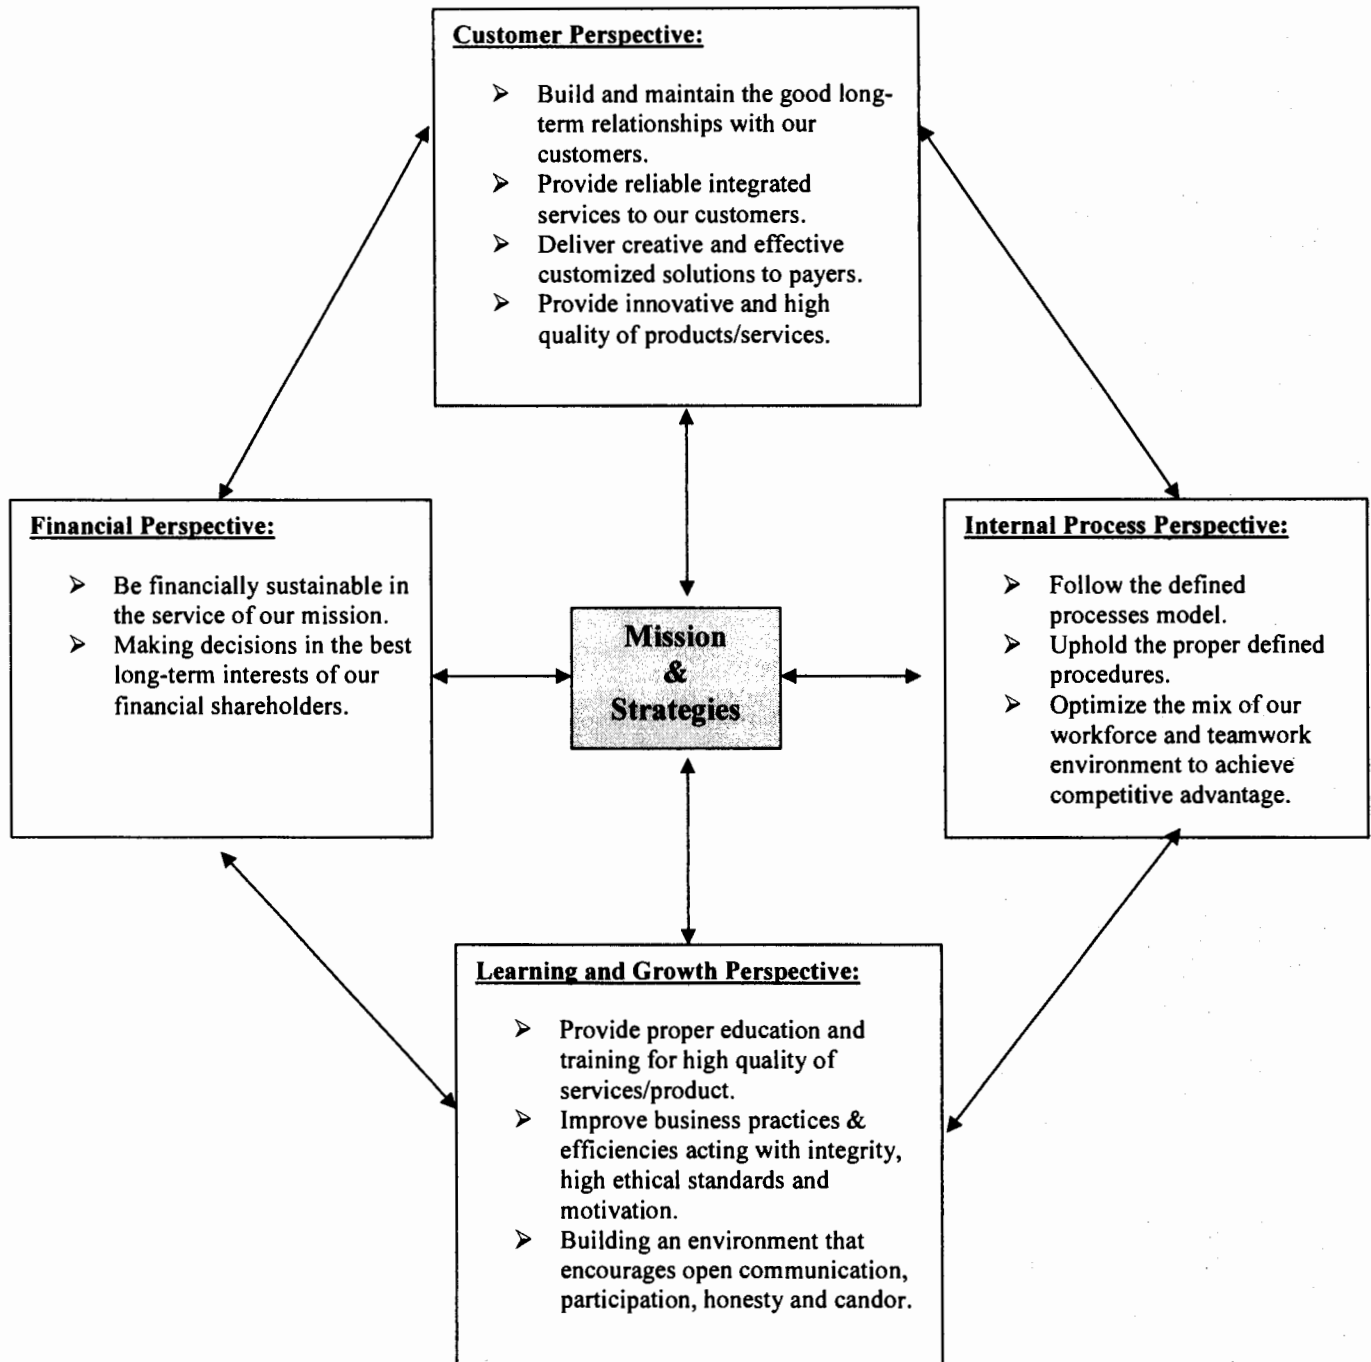 Customer Perspective:
➢ Build and maintain the good long-
term relationships with our
customers.
➢ Provide reliable integrated
services to our customers.
➢ Deliver creative and effective
customized solutions to payers.
➢ Provide innovative and high
quality of products/services.
Financial Perspective:
➢ Be financially sustainable in
the service of our mission.
➢ Making decisions in the best
long-term interests of our
financial shareholders.
Mission
&
Strategies
Internal Process Perspective:
➢ Follow the defined
processes model.
➢ Uphold the proper defined
procedures.
➢ Optimize the mix of our
workforce and teamwork
environment to achieve
competitive advantage.
Learning and Growth Perspective:
➢ Provide proper education and
training for high quality of
services/product.
➢ Improve business practices &
efficiencies acting with integrity,
high ethical standards and
motivation.
➢ Building an environment that
encourages open communication,
participation, honesty and candor.